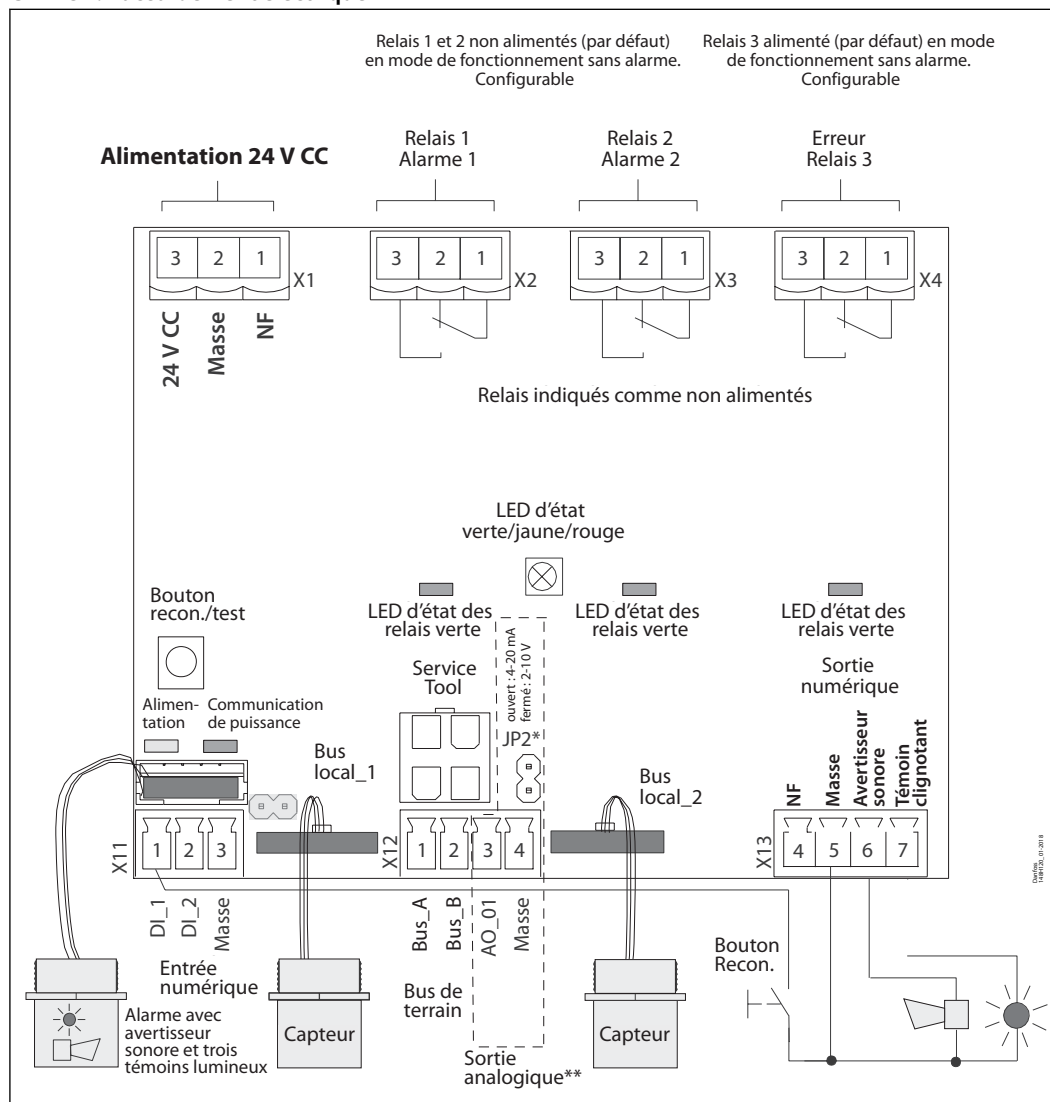 Relais 1 et 2 non alimentés (par défaut)
en mode de fonctionnement sans alarme.
Configurable
Relais 3 alimenté (par défaut) en mode
de fonctionnement sans alarme.
Configurable
Alimentation 24 V CC
Relais 1
Alarme 1
Relais 2
Alarme 2
Erreur
Relais 3
3 2 1
X1
3 2 1
X2
3 2 1
X3
3 2 1
X4
24 V CC
Masse
NF
Relais indiqués comme non alimentés
LED d'état
verte/jaune/rouge
Bouton
recon./test
LED d'état des
relais verte
LED d'état des
relais verte
LED d'état des
relais verte
Alimen-
tation
Communication
de puissance
Service
Tool
ouvert : 4-20 mA
fermé : 2-10 V
JP2*
Sortie
numérique
Bus
local_1
Bus
local_2
NF
Masse
Avertisseur
sonore
Témoin
clignotant
X11
1 2 3
X12
1 2 3 4
X13
4 5 6 7
Danfoss
148H120_01-2018
DI_1
DI_2
Masse
Bus_A
Bus_B
AO_01
Masse
Entrée
numérique
Bus de
terrain
Bouton
Recon.
Alarme avec
avertisseur
sonore et trois
témoins lumineux
Capteur
Capteur
Sortie
analogique**